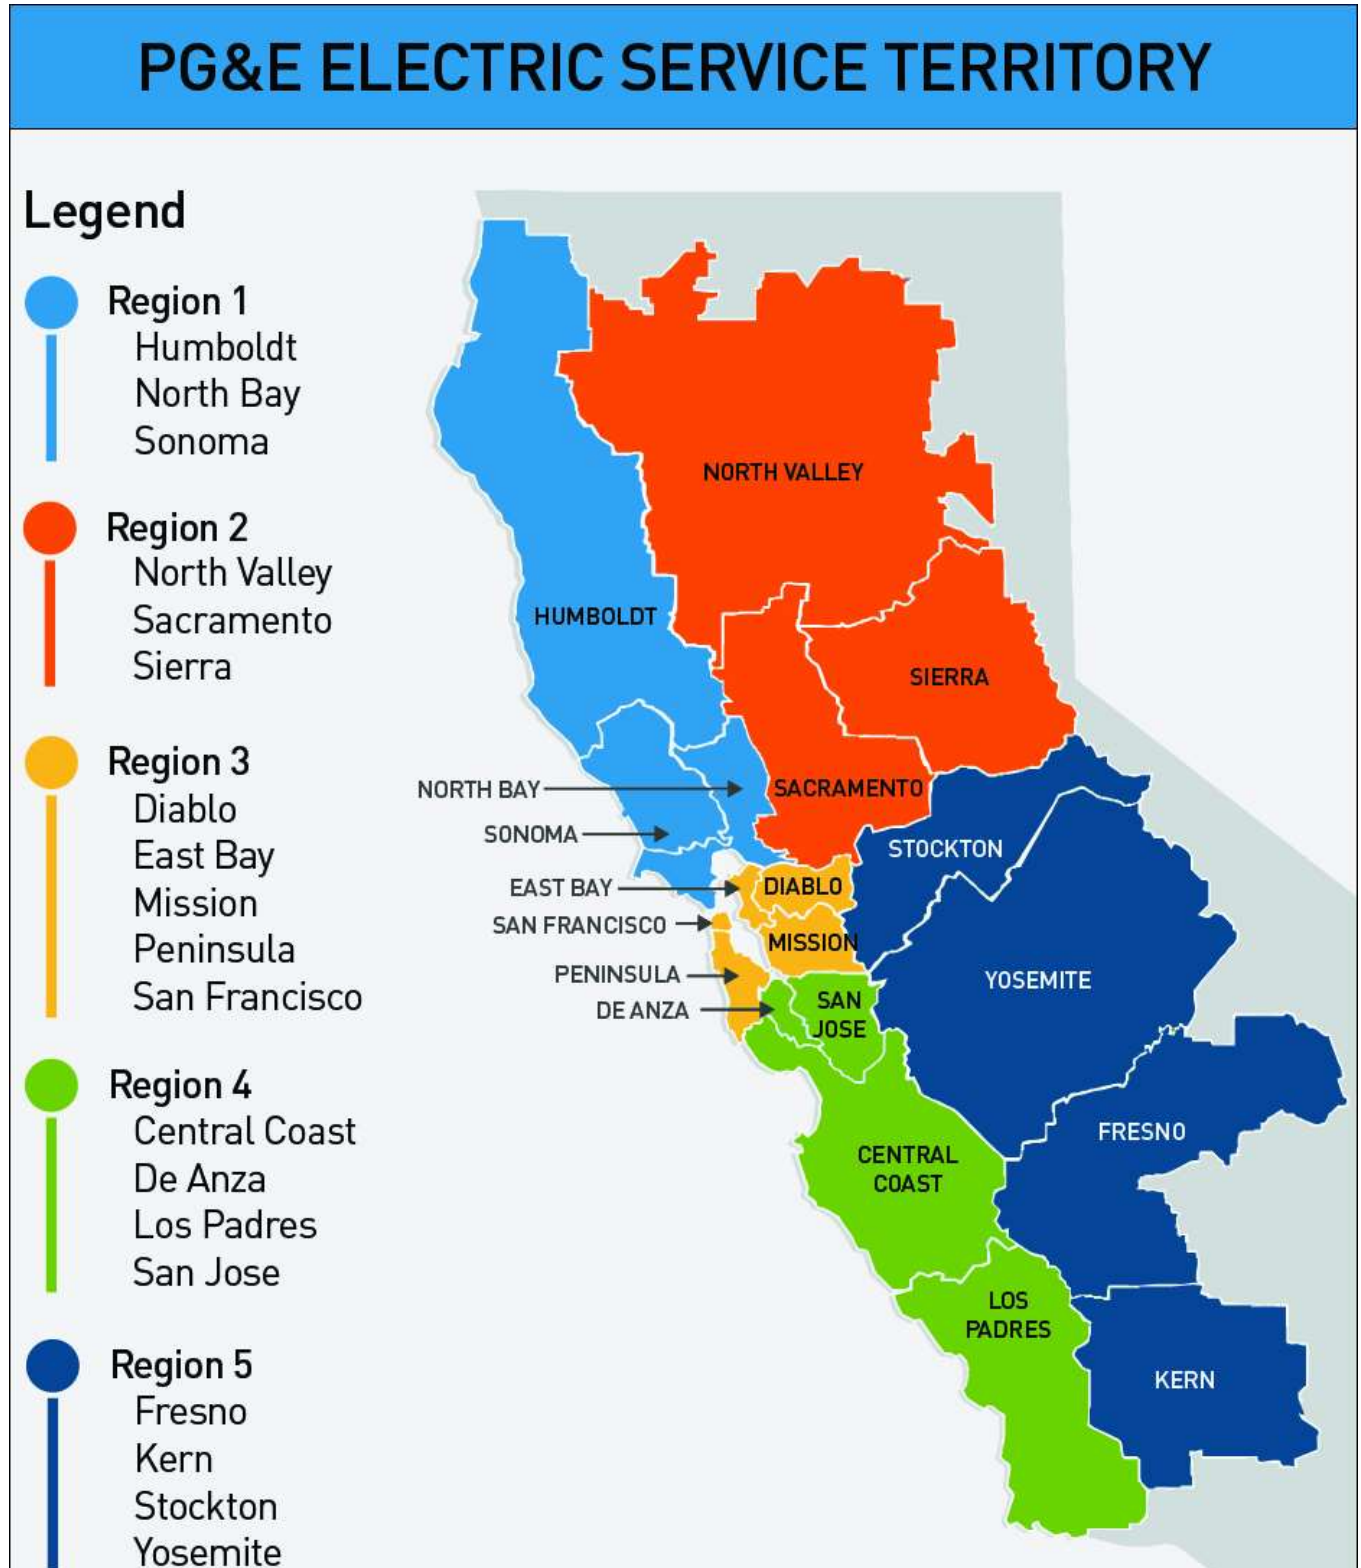 PG&E ELECTRIC SERVICE TERRITORY
Legend
Region 1
Humboldt
North Bay
Sonoma
Region 2
North Valley
Sacramento
Sierra
Region 3
Diablo
East Bay
Mission
Peninsula
San Francisco
Region 4
Central Coast
De Anza
Los Padres
San Jose
Region 5
Fresno
Kern
Stockton
Yosemite
NORTH VALLEY
HUMBOLDT
SIERRA
NORTH BAY
SACRAMENTO
SONOMA
STOCKTON
EAST BAY
DIABLO
SAN FRANCISCO
MISSION
PENINSULA
YOSEMITE
DE ANZA
SAN
JOSE
FRESNO
CENTRAL
COAST
LOS
PADRES
KERN